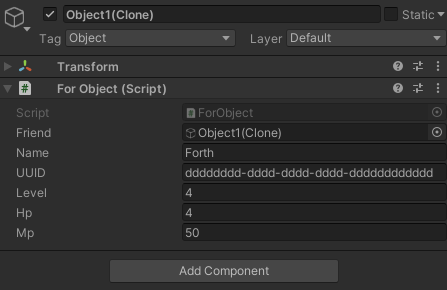 Object1(Clone) Static
Tag Object Layer Default
Transform
# For Object (Script)
Script # ForObject
Friend Object1(Clone)
Name Forth
UUID dddddddd-dddd-dddd-dddd-dddddddddddd
Level 4
Hp 4
Mp 50
Add Component